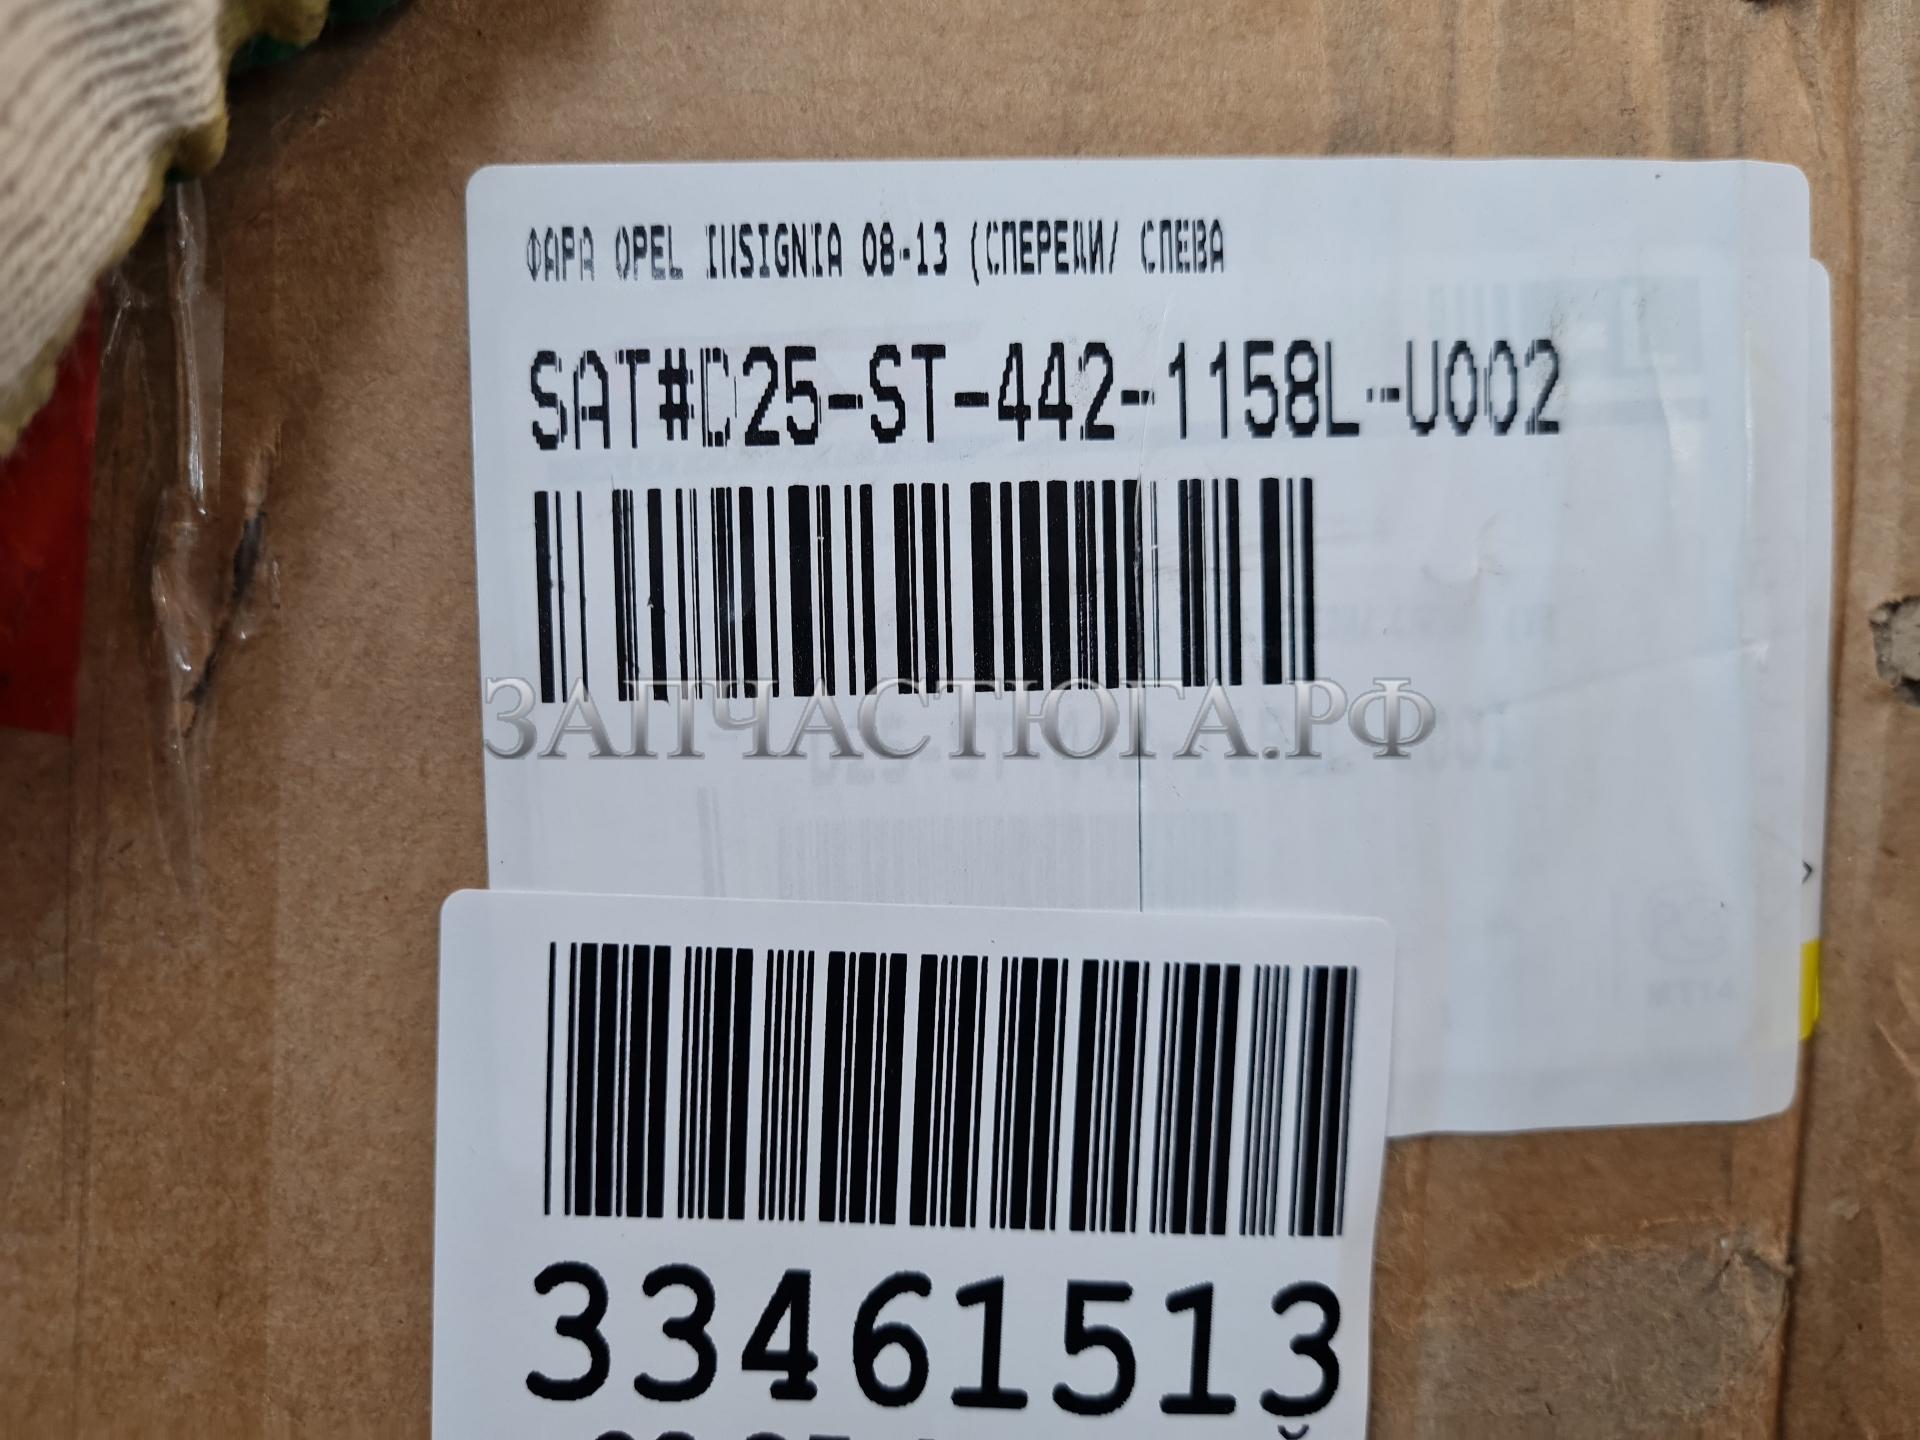 ФАРА OPEL INSIGNIA 08-13 (СПЕРЕДИ/ СЛЕВА
SAT#D25-ST-442-1158L--U002
ЗАПЧАСТЮГА.РФ
33461513